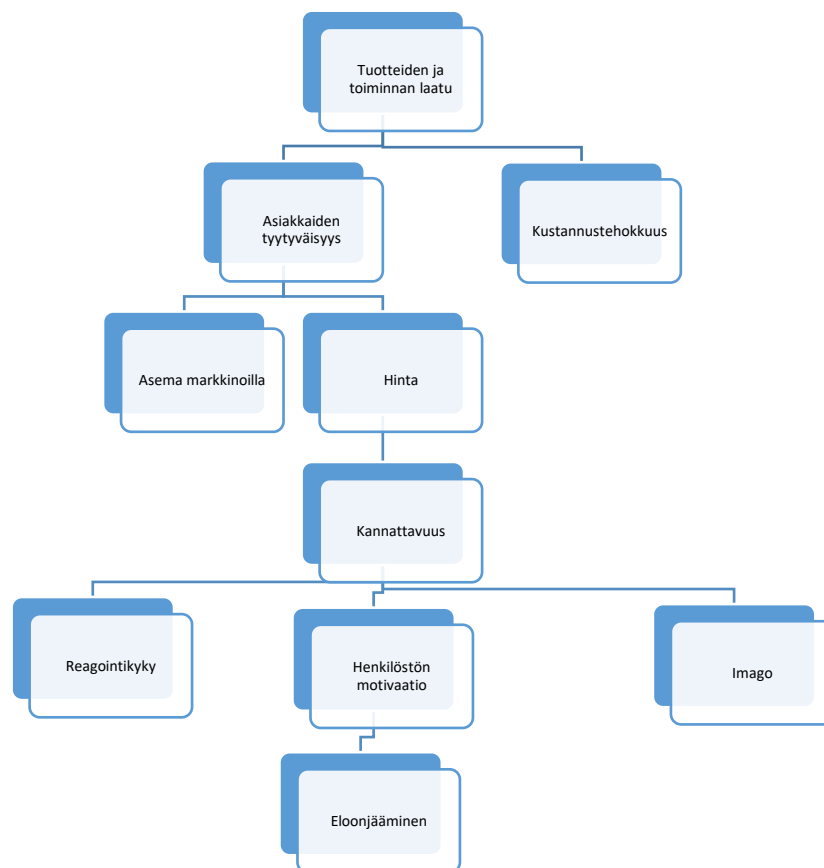 Tuotteiden ja
toiminnan laatu
Asiakkaiden
tyytyväisyys
Kustannustehokkuus
Asema markkinoilla
Hinta
Kannattavuus
Reagointikyky
Henkilöstön
motivaatio
Imago
Eloonjääminen